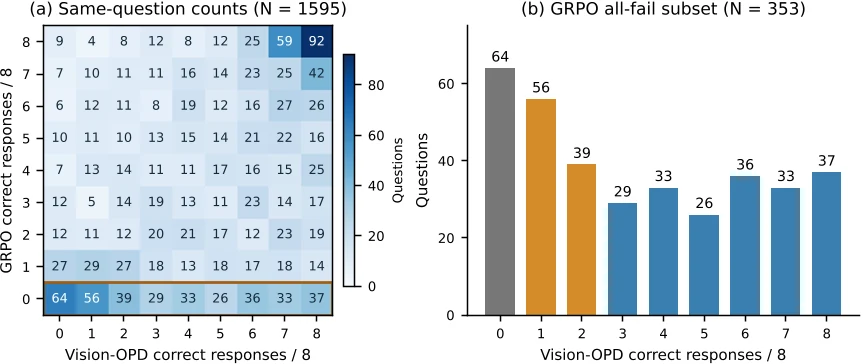 (a) Same-question counts (N = 1595)
GRPO correct responses / 8
8 9 4 8 12 8 12 25 59 92
7 7 10 11 11 16 14 23 25 42
6 6 12 11 8 19 12 16 27 26
5 10 11 10 13 15 14 21 22 16
4 7 13 14 11 11 17 16 15 25
3 12 5 14 19 13 11 23 14 17
2 12 11 12 20 21 17 12 23 19
1 27 29 27 18 13 18 17 18 14
0 64 56 39 29 33 26 36 33 37
0 1 2 3 4 5 6 7 8
Vision-OPD correct responses / 8
80
60
40
20
0
Questions
(b) GRPO all-fail subset (N = 353)
Questions
60
40
20
0
64 56 39 29 33 26 36 33 37
0 1 2 3 4 5 6 7 8
Vision-OPD correct responses / 8